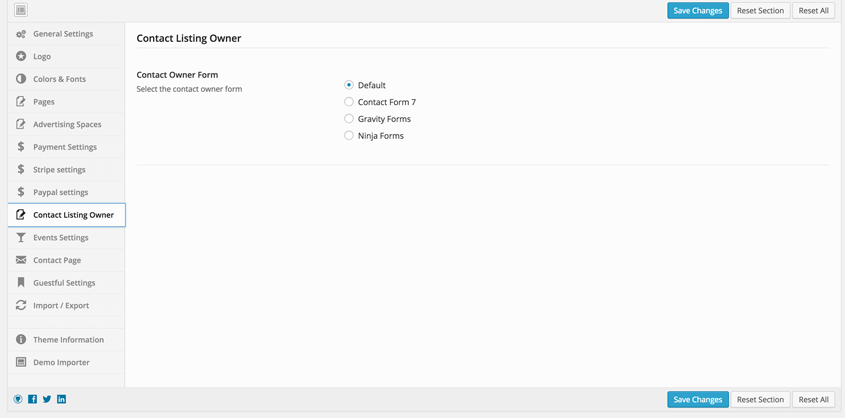 Save Changes Reset Section Reset All
General Settings
Logo
Colors & Fonts
Pages
Advertising Spaces
Payment Settings
Stripe settings
Paypal settings
Contact Listing Owner
Events Settings
Contact Page
Guestful Settings
Import / Export
Theme Information
Demo Importer
Contact Listing Owner
Contact Owner Form
Select the contact owner form
Default
Contact Form 7
Gravity Forms
Ninja Forms
Save Changes Reset Section Reset All